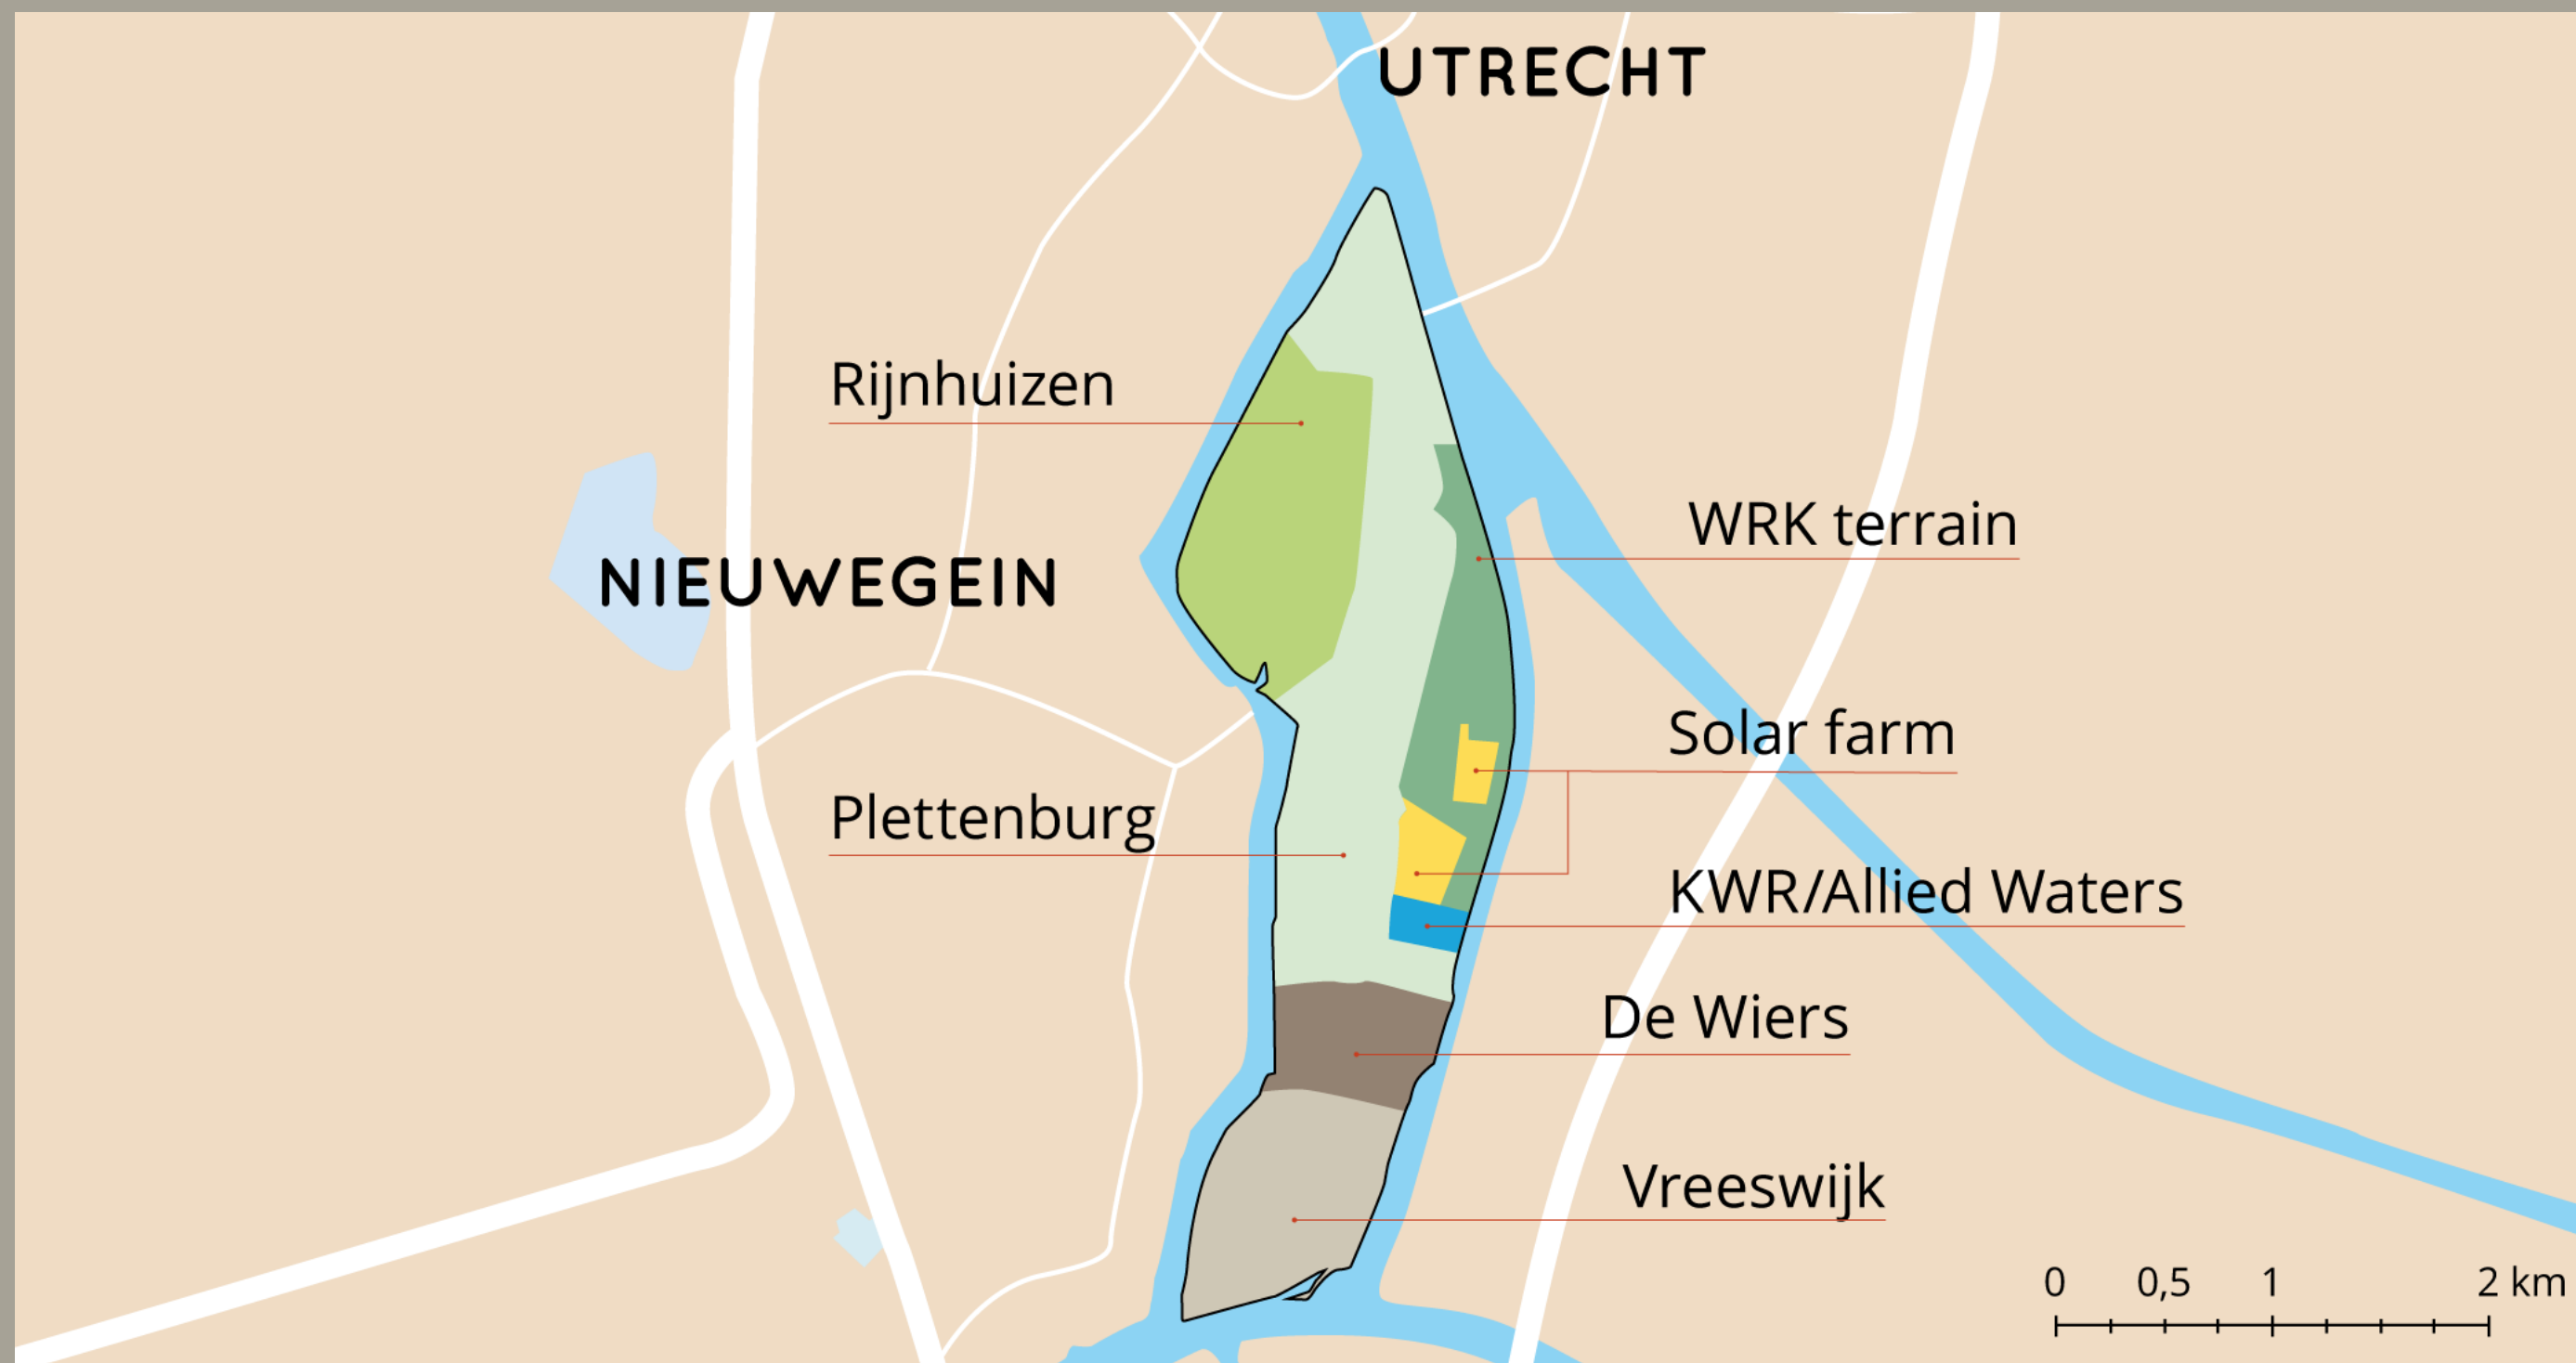 UTRECHT
Rijnhuizen
WRK terrain
NIEUWEGEIN
Solar farm
Plettenburg
KWR/Allied Waters
De Wiers
Vreeswijk
0 0,5 1 2 km